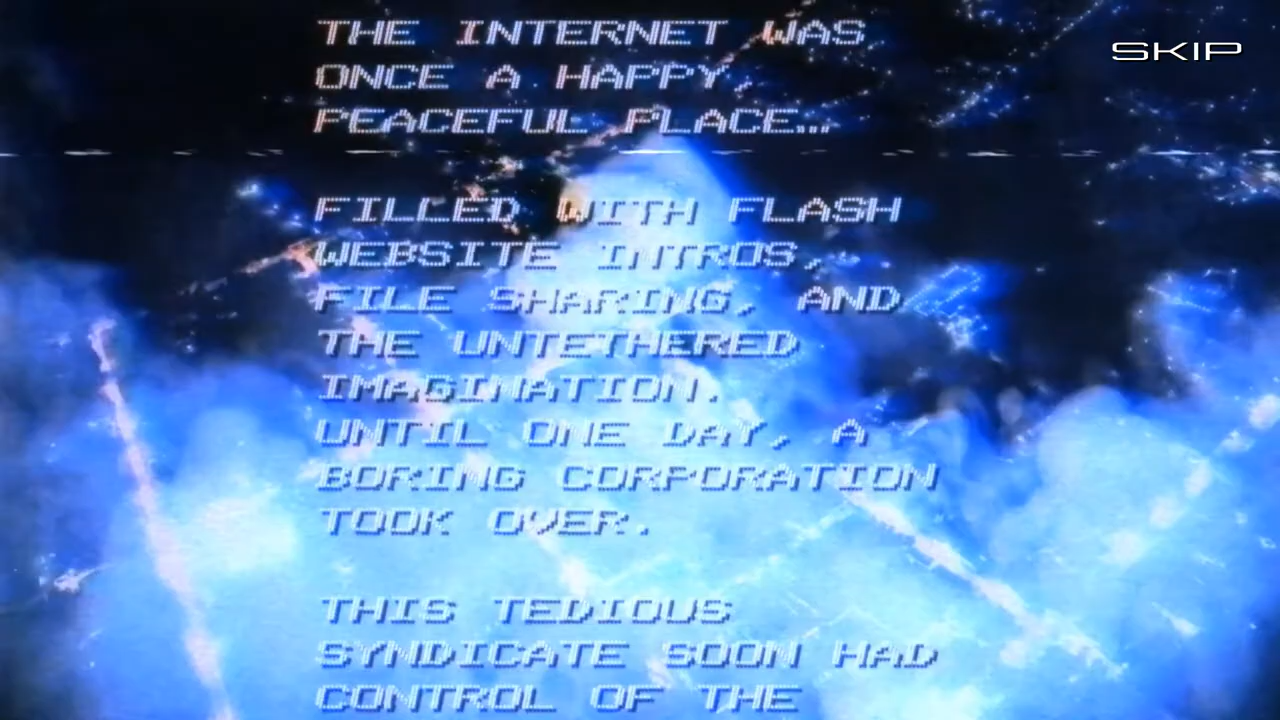 THE INTERNET WAS
SKIP
ONCE A HAPPY,
PEACEFUL PLACE...
FILLED WITH FLASH
WEBSITE INTROS,
FILE SHARING, AND
THE UNTETHERED
IMAGINATION.
UNTIL ONE DAY, A
BORING CORPORATION
TOOK OVER.
THIS TEDIOUS
SYNDICATE SOON HAD
CONTROL OF THE